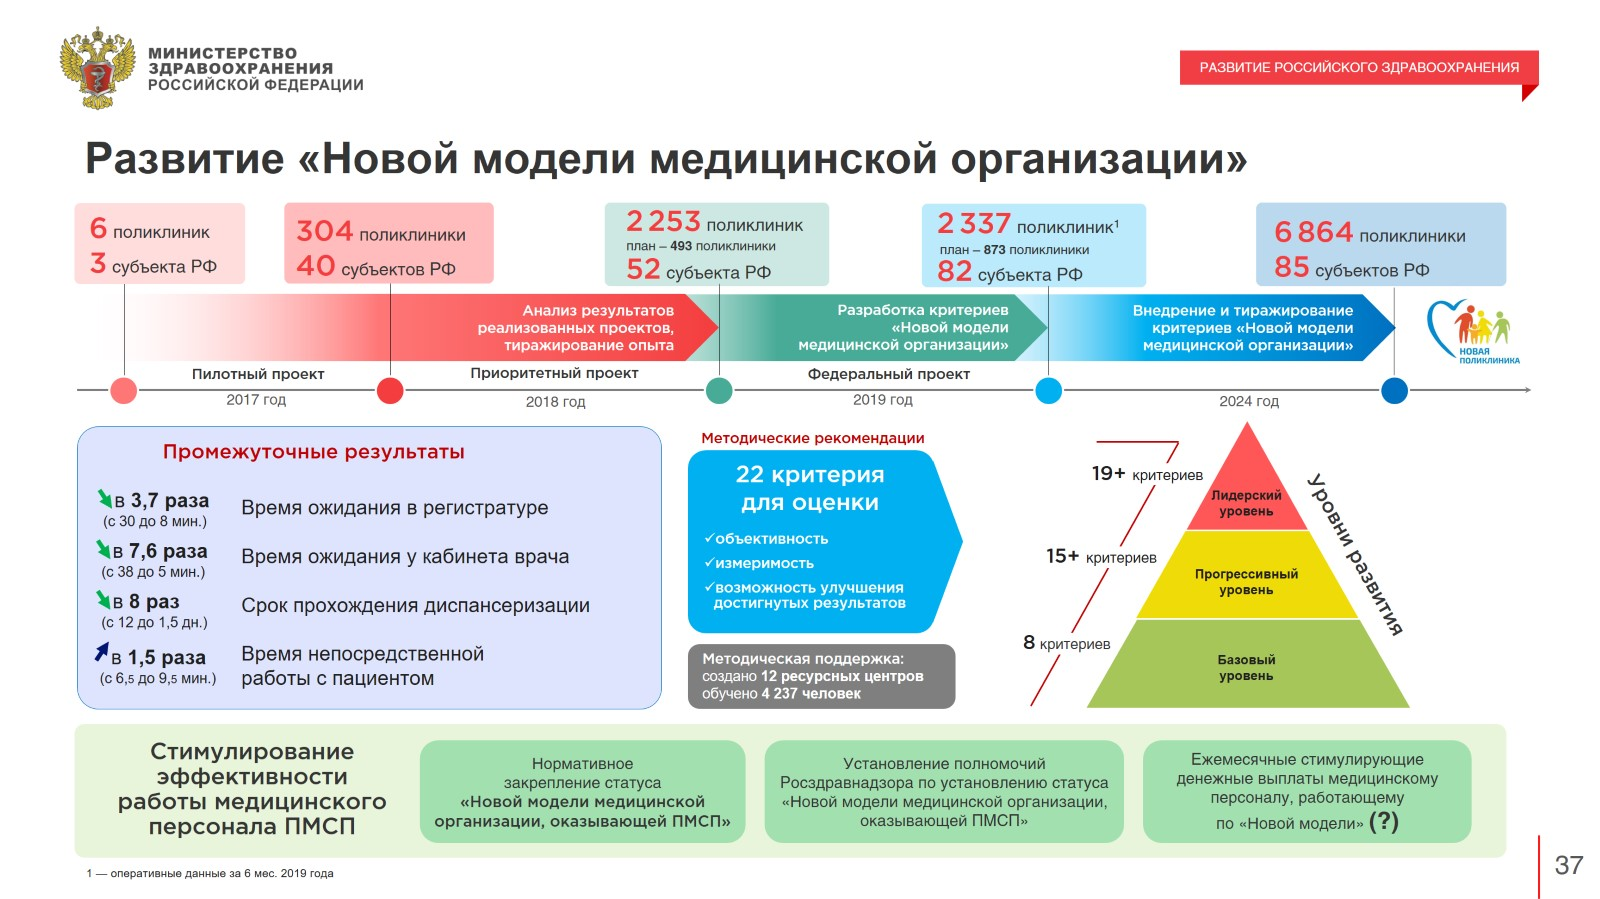 МИНИСТЕРСТВО
ЗДРАВООХРАНЕНИЯ
РОССИЙСКОЙ ФЕДЕРАЦИИ
РАЗВИТИЕ РОССИЙСКОГО ЗДРАВООХРАНЕНИЯ
Развитие «Новой модели медицинской организации»
6 поликлиник
3 субъекта РФ
304 поликлиники
40 субъектов РФ
2 253 поликлиник
план – 493 поликлиники
52 субъекта РФ
2 337 поликлиник¹
план – 873 поликлиники
82 субъекта РФ
6 864 поликлиники
85 субъектов РФ
Анализ результатов
реализованных проектов,
тиражирование опыта
Разработка критериев
«Новой модели
медицинской организации»
Внедрение и тиражирование
критериев «Новой модели
медицинской организации»
НОВАЯ
ПОЛИКЛИНИКА
Пилотный проект
Приоритетный проект
Федеральный проект
2017 год
2018 год
2019 год
2024 год
Промежуточные результаты
в 3,7 раза
(с 30 до 8 мин.)
Время ожидания в регистратуре
в 7,6 раза
(с 38 до 5 мин.)
Время ожидания у кабинета врача
в 8 раз
(с 12 до 1,5 дн.)
Срок прохождения диспансеризации
в 1,5 раза
(с 6,5 до 9,5 мин.)
Время непосредственной
работы с пациентом
Методические рекомендации
22 критерия
для оценки
✓объективность
✓измеримость
✓возможность улучшения
достигнутых результатов
Методическая поддержка:
создано 12 ресурсных центров
обучено 4 237 человек
19+ критериев
15+ критериев
8 критериев
Лидерский
уровень
Прогрессивный
уровень
Базовый
уровень
Уровни развития
Стимулирование
эффективности
работы медицинского
персонала ПМСП
Нормативное
закрепление статуса
«Новой модели медицинской
организации, оказывающей ПМСП»
Установление полномочий
Росздравнадзора по установлению статуса
«Новой модели медицинской организации,
оказывающей ПМСП»
Ежемесячные стимулирующие
денежные выплаты медицинскому
персоналу, работающему
по «Новой модели» (?)
1 — оперативные данные за 6 мес. 2019 года
37